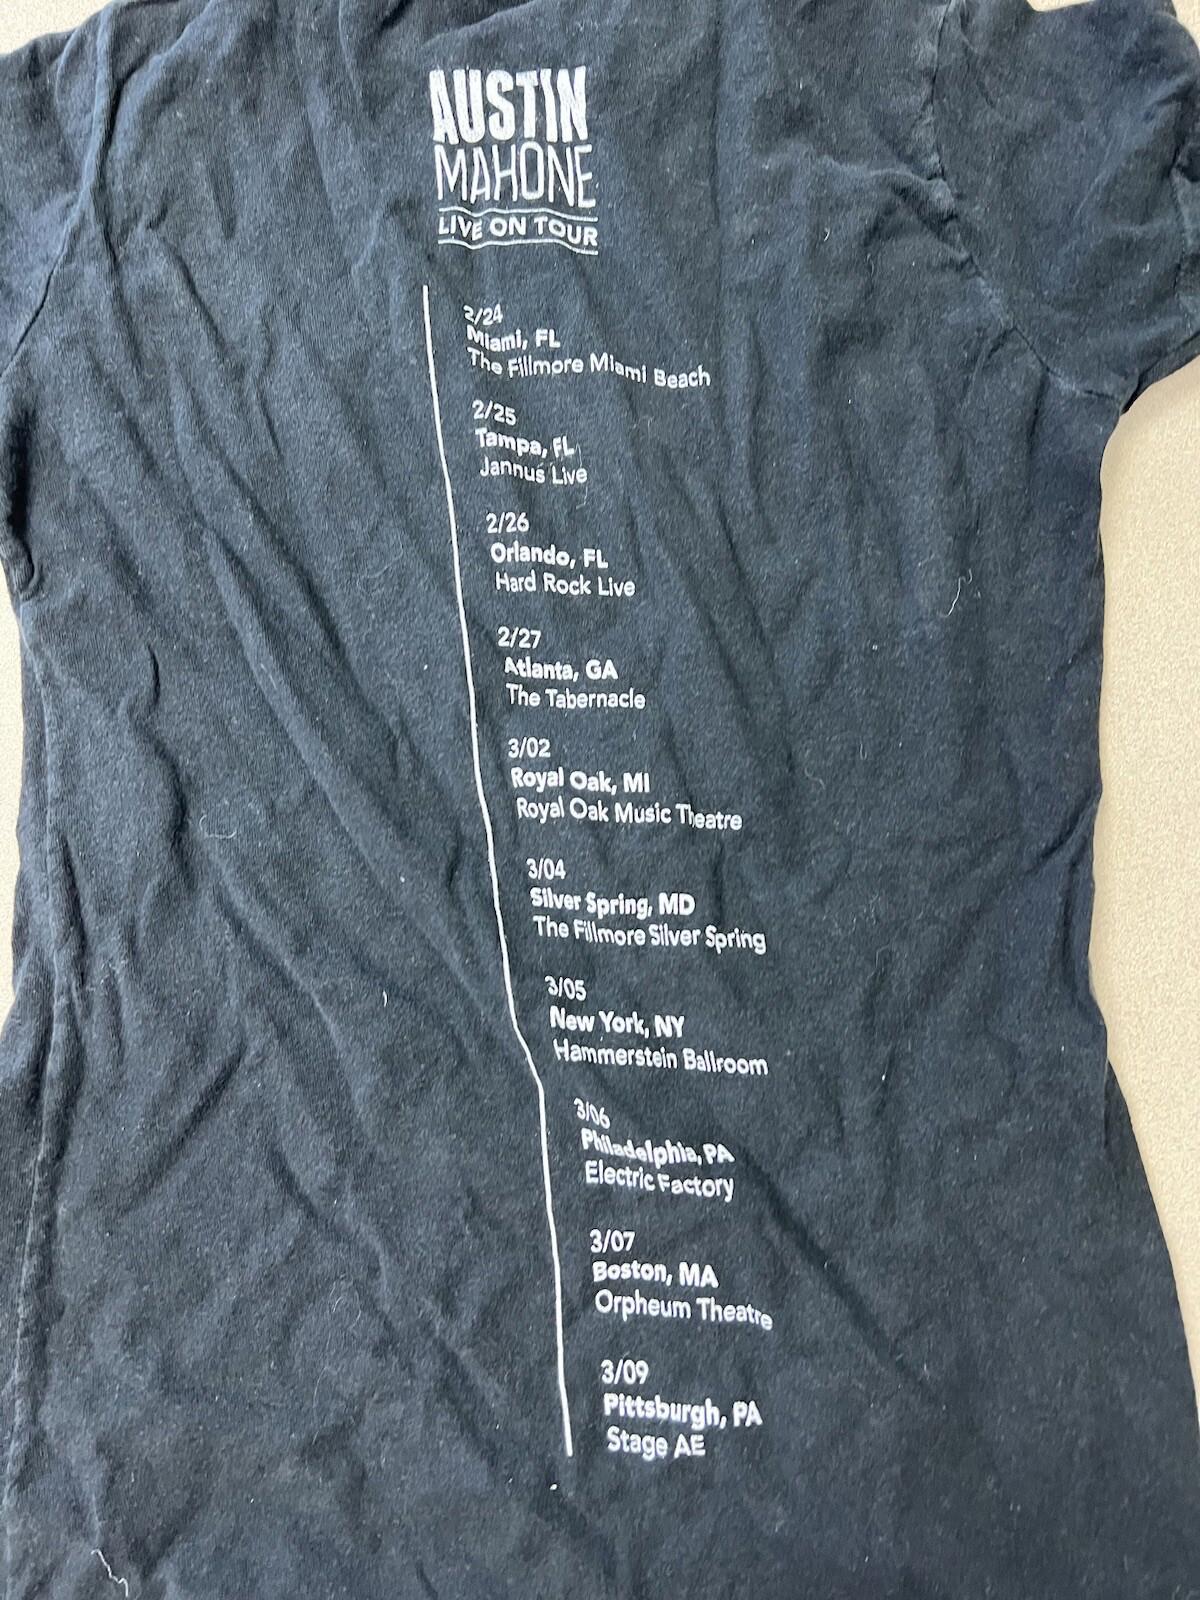 AUSTIN
MAHONE
LIVE ON TOUR
2/24
Miami, FL
The Fillmore Miami Beach
2/25
Tampa, FL
Jannus Live
2/26
Orlando, FL
Hard Rock Live
2/27
Atlanta, GA
The Tabernacle
3/02
Royal Oak, MI
Royal Oak Music Theatre
3/04
Silver Spring, MD
The Fillmore Silver Spring
3/05
New York, NY
Hammerstein Ballroom
3/06
Philadelphia, PA
Electric Factory
3/07
Boston, MA
Orpheum Theatre
3/09
Pittsburgh, PA
Stage AE